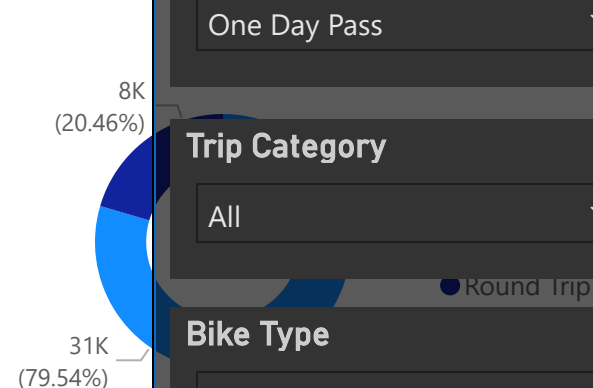 One Day Pass
8K
(20.46%)
Trip Category
All
Round Trip
Bike Type
31K
(79.54%)